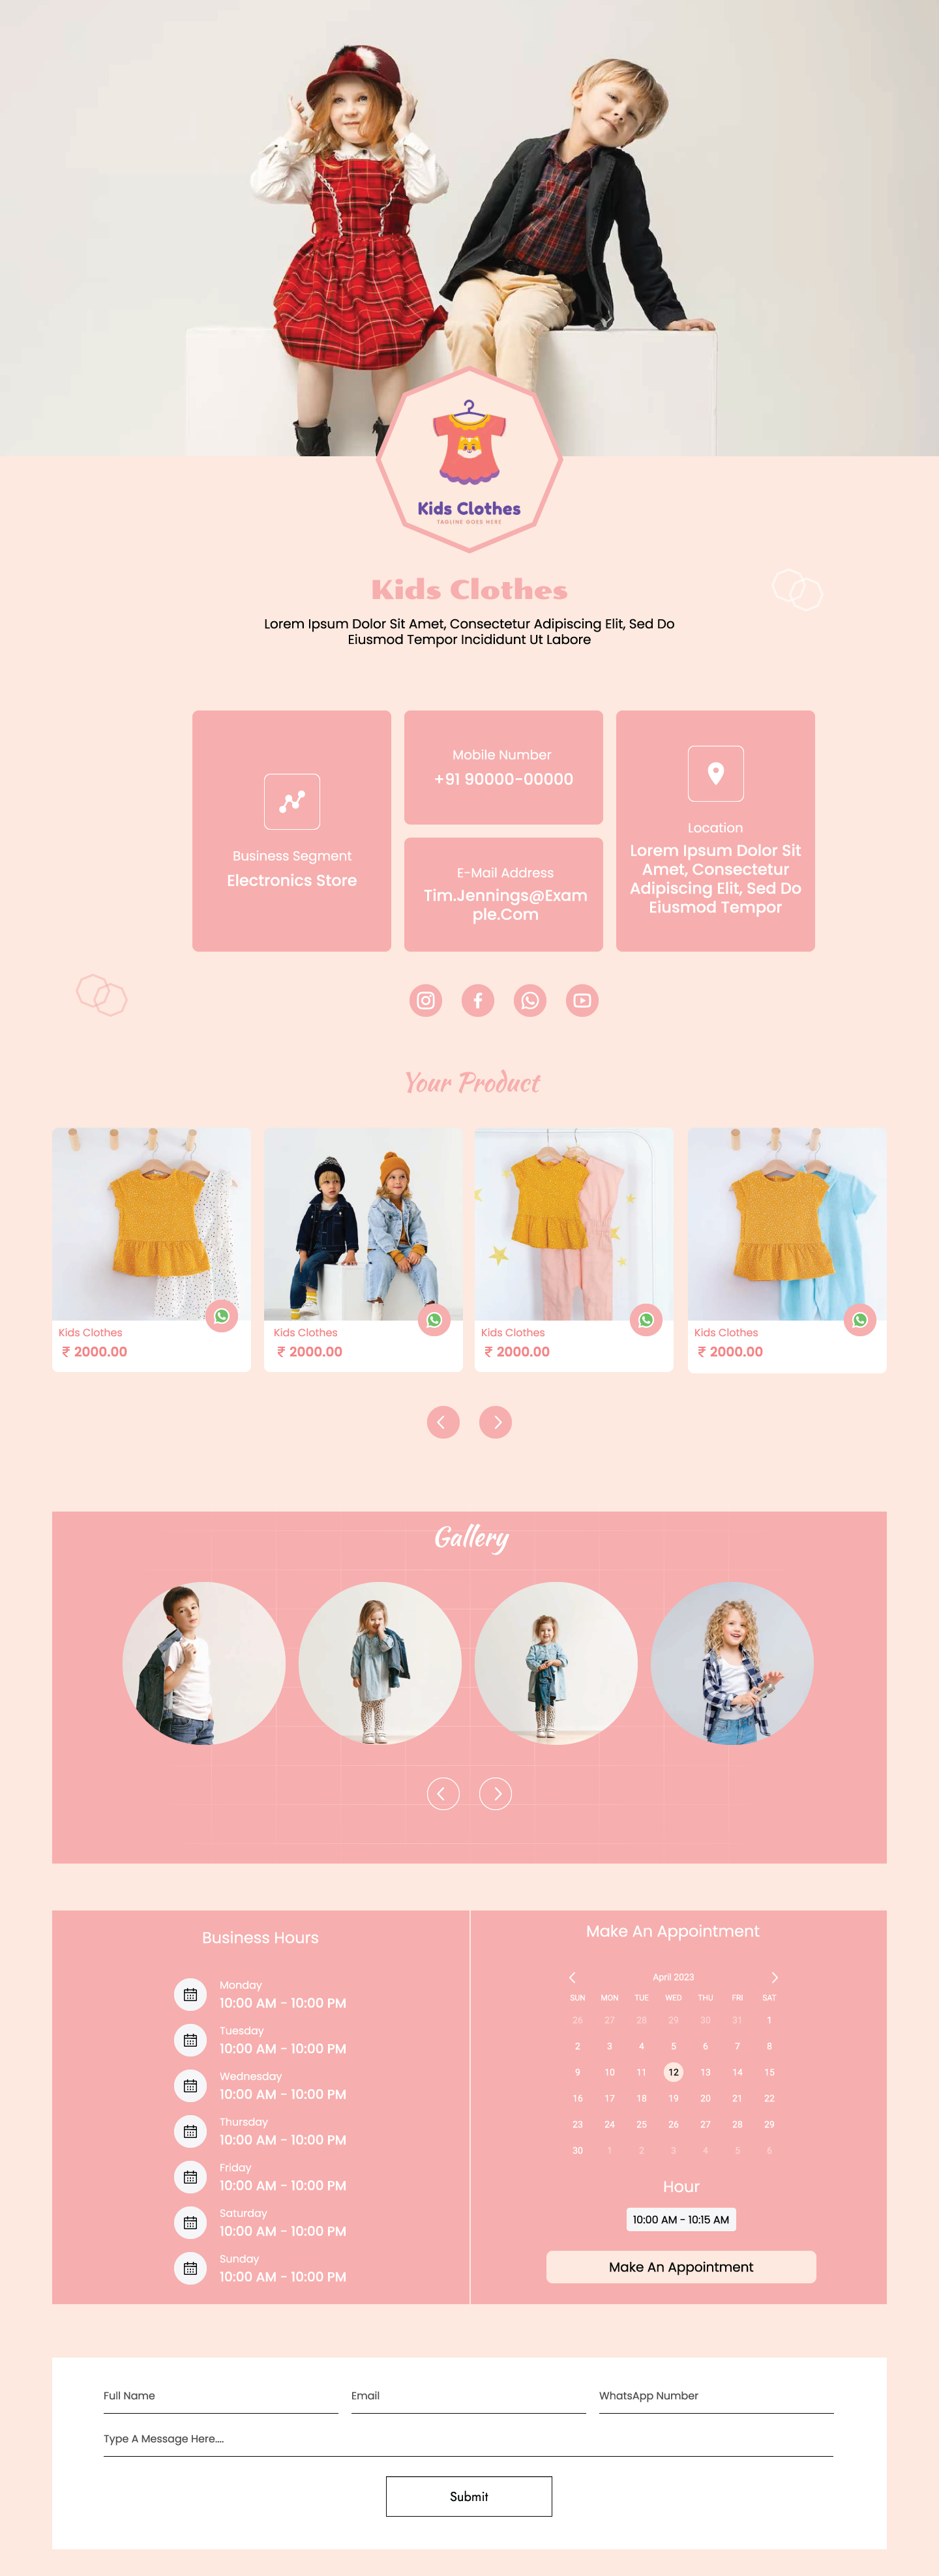 Kids Clothes
TAGLINE GOES HERE
Kids Clothes
Lorem Ipsum Dolor Sit Amet, Consectetur Adipiscing Elit, Sed Do
Eiusmod Tempor Incididunt Ut Labore
Business Segment
Electronics Store
Mobile Number
+91 90000-00000
E-Mail Address
Tim.Jennings@Exam
ple.Com
Location
Lorem Ipsum Dolor Sit
Amet, Consectetur
Adipiscing Elit, Sed Do
Eiusmod Tempor
Your Product
Kids Clothes
₹ 2000.00
Kids Clothes
₹ 2000.00
Kids Clothes
₹ 2000.00
Kids Clothes
₹ 2000.00
Gallery
Business Hours
Monday
10:00 AM - 10:00 PM
Tuesday
10:00 AM - 10:00 PM
Wednesday
10:00 AM - 10:00 PM
Thursday
10:00 AM - 10:00 PM
Friday
10:00 AM - 10:00 PM
Saturday
10:00 AM - 10:00 PM
Sunday
10:00 AM - 10:00 PM
Make An Appointment
April 2023
SUN MON TUE WED THU FRI SAT
26 27 28 29 30 31 1
2 3 4 5 6 7 8
9 10 11 12 13 14 15
16 17 18 19 20 21 22
23 24 25 26 27 28 29
30 1 2 3 4 5 6
Hour
10:00 AM - 10:15 AM
Make An Appointment
Full Name
Email
WhatsApp Number
Type A Message Here....
Submit